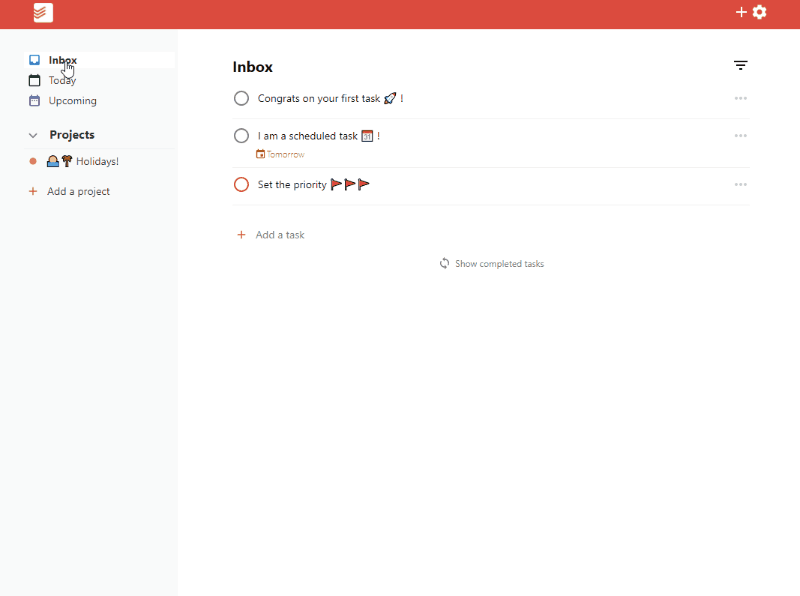 Inbox
Today
Upcoming
Projects
Holidays!
Add a project
Inbox
Congrats on your first task 🚀 !
I am a scheduled task 📅 !
Tomorrow
Set the priority 🚩🚩🚩
Add a task
Show completed tasks